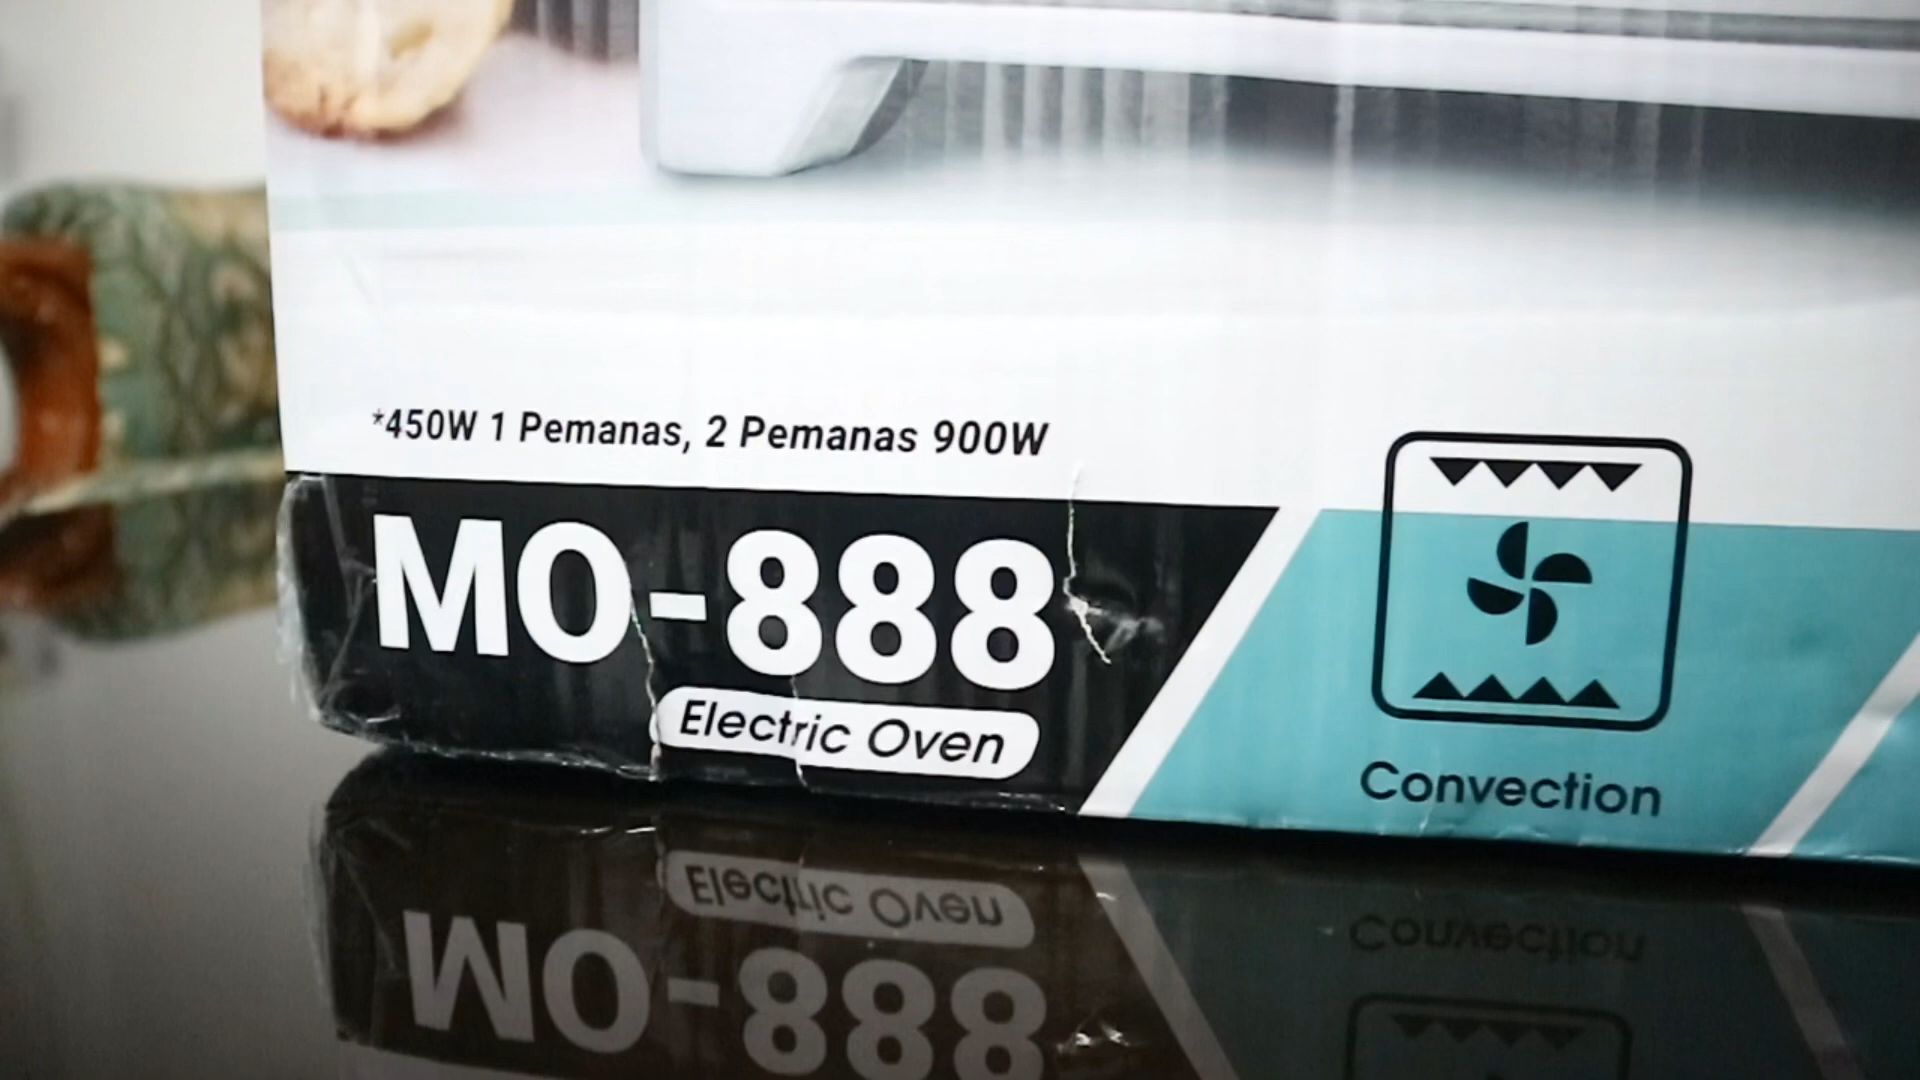 *450W 1 Pemanas, 2 Pemanas 900W
MO-888
Electric Oven
Convection